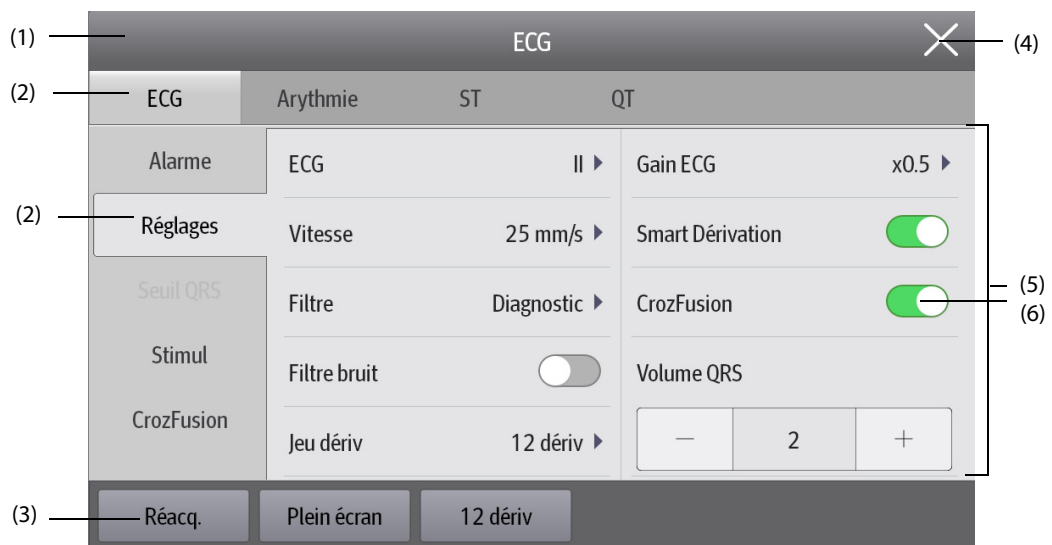 (1) ECG (4)
(2) ECG Arythmie ST QT
Alarme ECG II Gain ECG x0.5
(2) Réglages Vitesse 25 mm/s Smart Dérivation
Seuil QRS Filtre Diagnostic CrozFusion (5)
(6)
Stimul Filtre bruit Volume QRS
CrozFusion Jeu dériv 12 dériv — 2 +
(3) Réacq. Plein écran 12 dériv